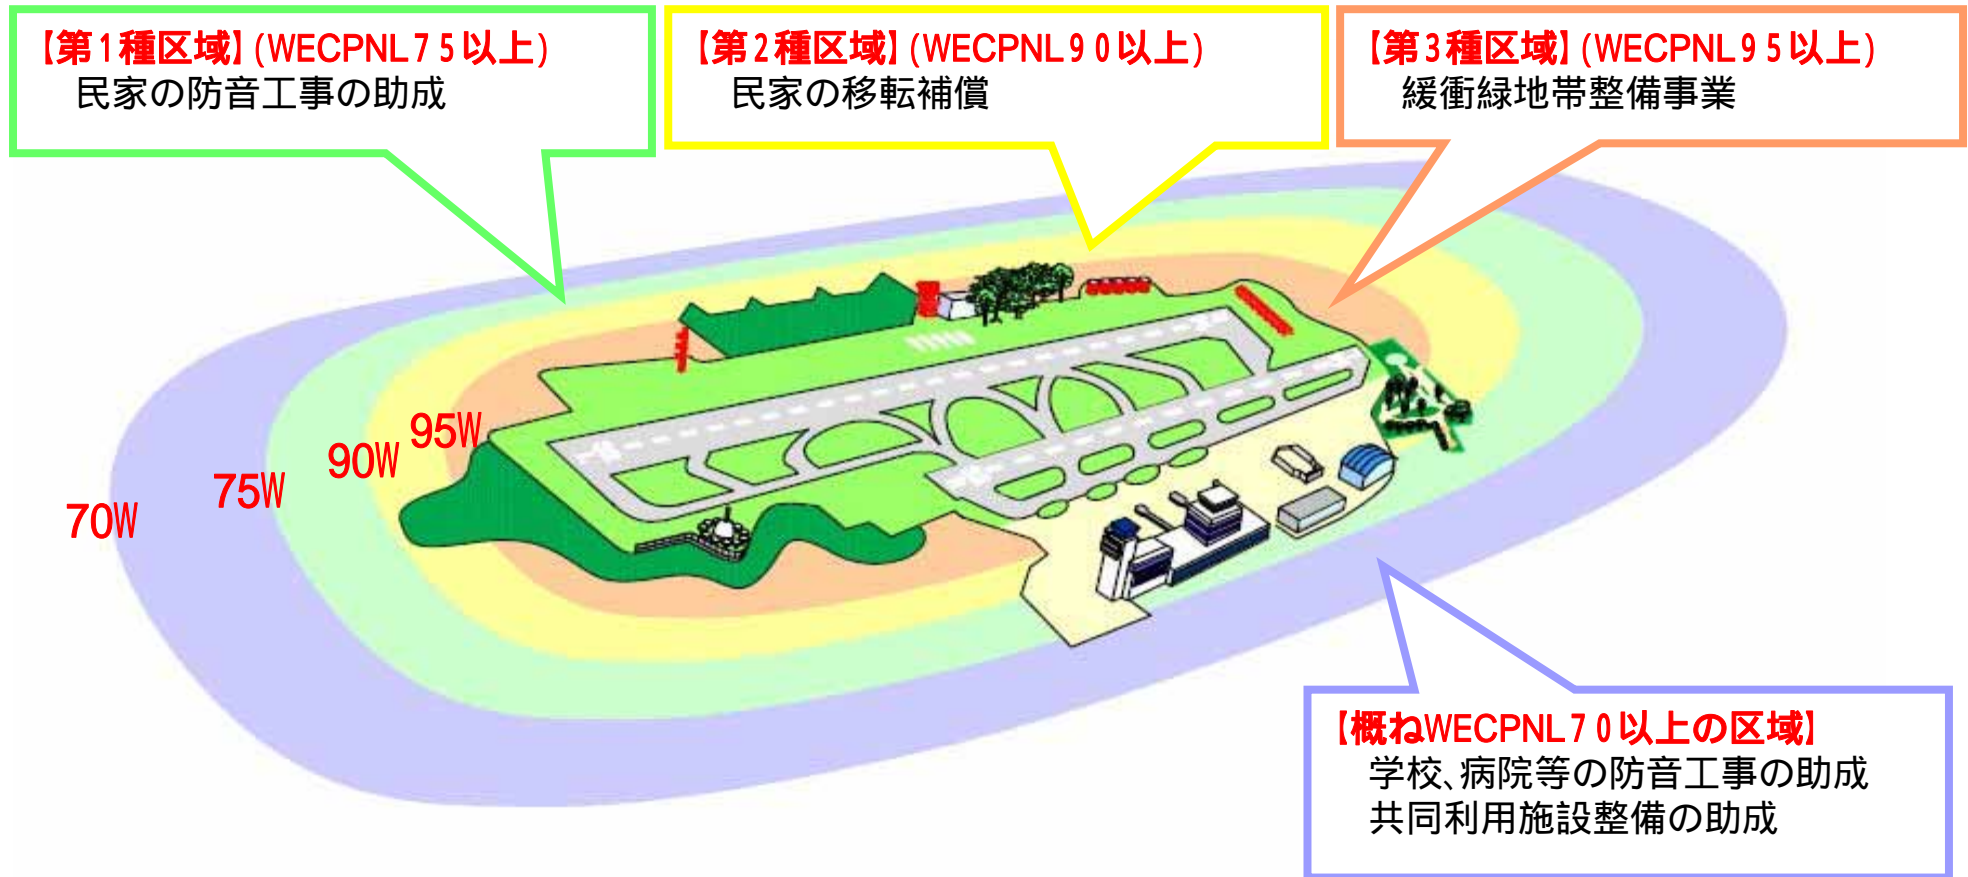 【第1種区域】(WECPNL75以上)
民家の防音工事の助成
【第2種区域】(WECPNL90以上)
民家の移転補償
【第3種区域】(WECPNL95以上)
緩衝緑地帯整備事業
95W
90W
75W
70W
【概ねWECPNL70以上の区域】
学校、病院等の防音工事の助成
共同利用施設整備の助成